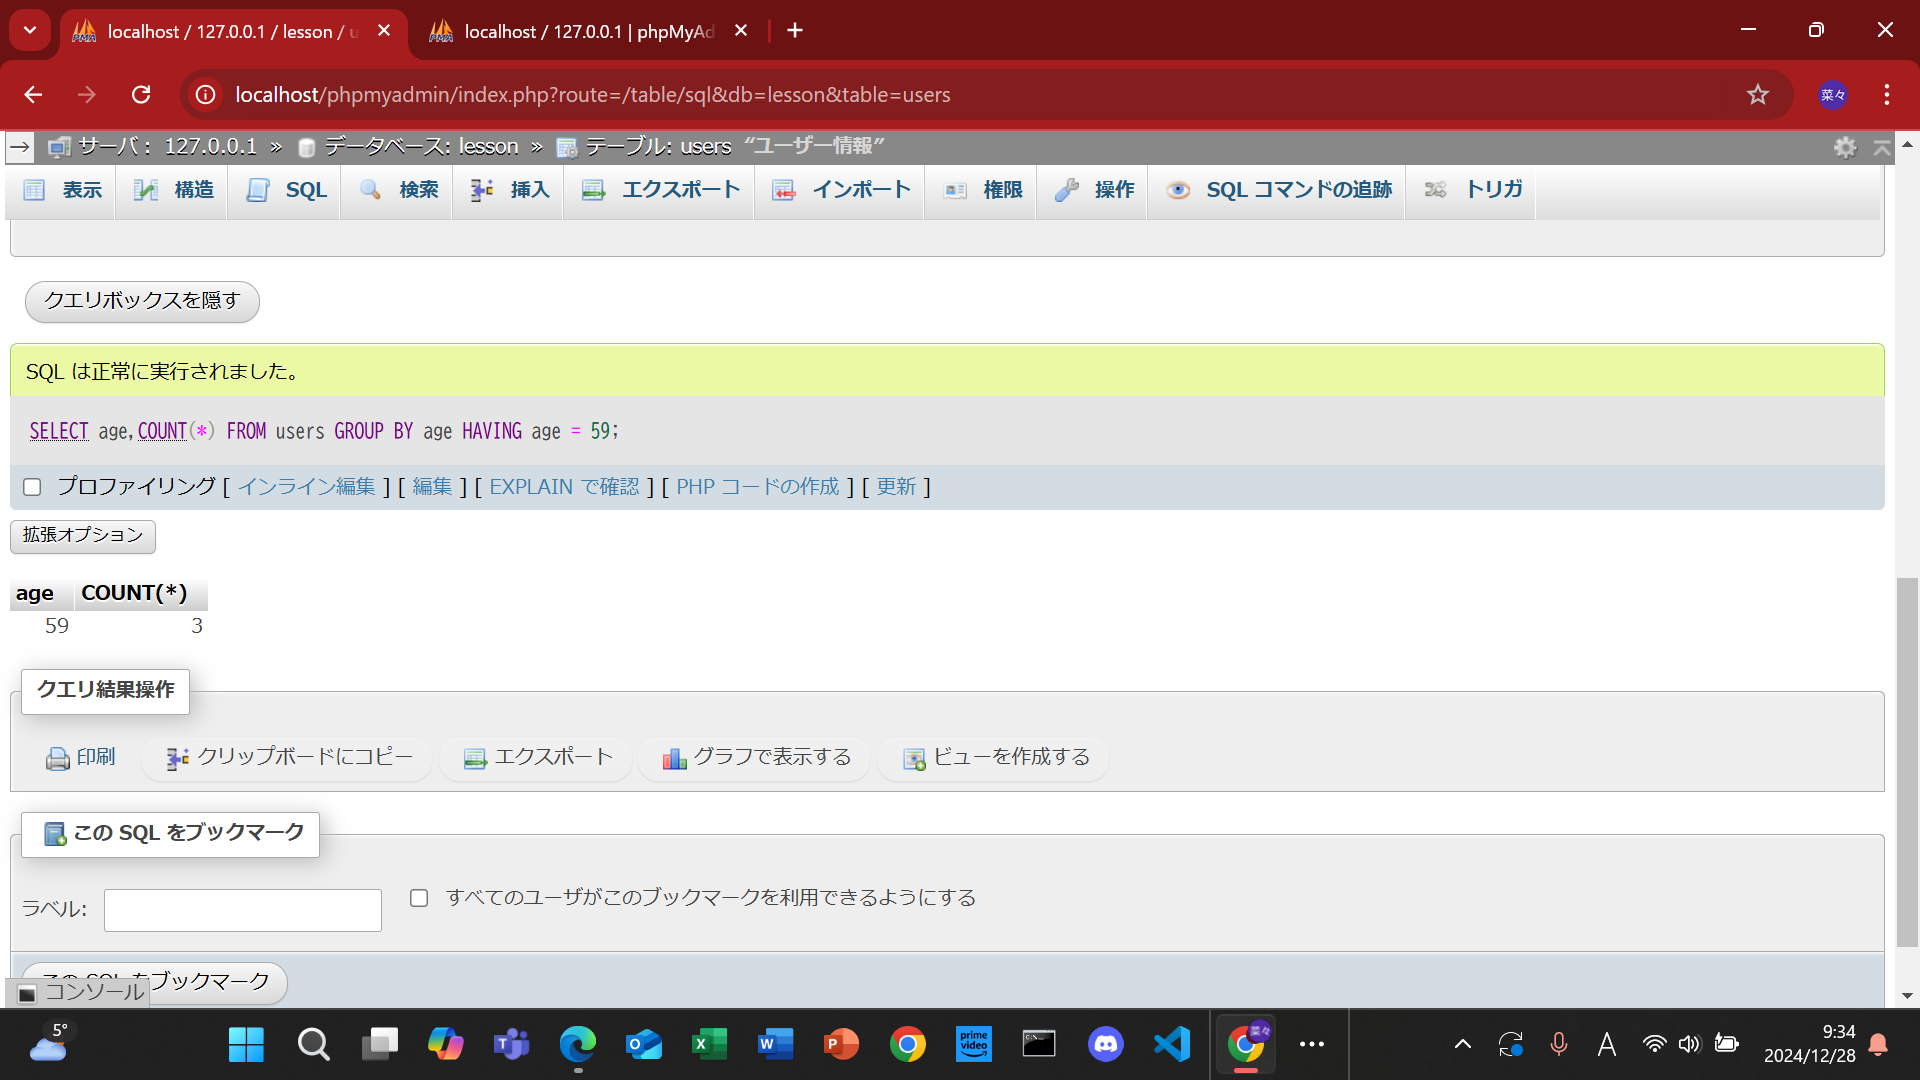 localhost / 127.0.0.1 / lesson / u
localhost / 127.0.0.1 | phpMyAd
localhost/phpmyadmin/index.php?route=/table/sql&db=lesson&table=users
菜々
サーバ: 127.0.0.1 » データベース: lesson » テーブル: users “ユーザー情報”
表示 構造 SQL 検索 挿入 エクスポート インポート 権限 操作 SQL コマンドの追跡 トリガ
クエリボックスを隠す
SQL は正常に実行されました。
SELECT age,COUNT(*) FROM users GROUP BY age HAVING age = 59;
プロファイリング [ インライン編集 ] [ 編集 ] [ EXPLAIN で確認 ] [ PHP コードの作成 ] [ 更新 ]
拡張オプション
age COUNT(*)
59 3
クエリ結果操作
印刷 クリップボードにコピー エクスポート グラフで表示する ビューを作成する
この SQL をブックマーク
ラベル: すべてのユーザがこのブックマークを利用できるようにする
この SQL をブックマーク
コンソール
5°
prime video
A
9:34
2024/12/28